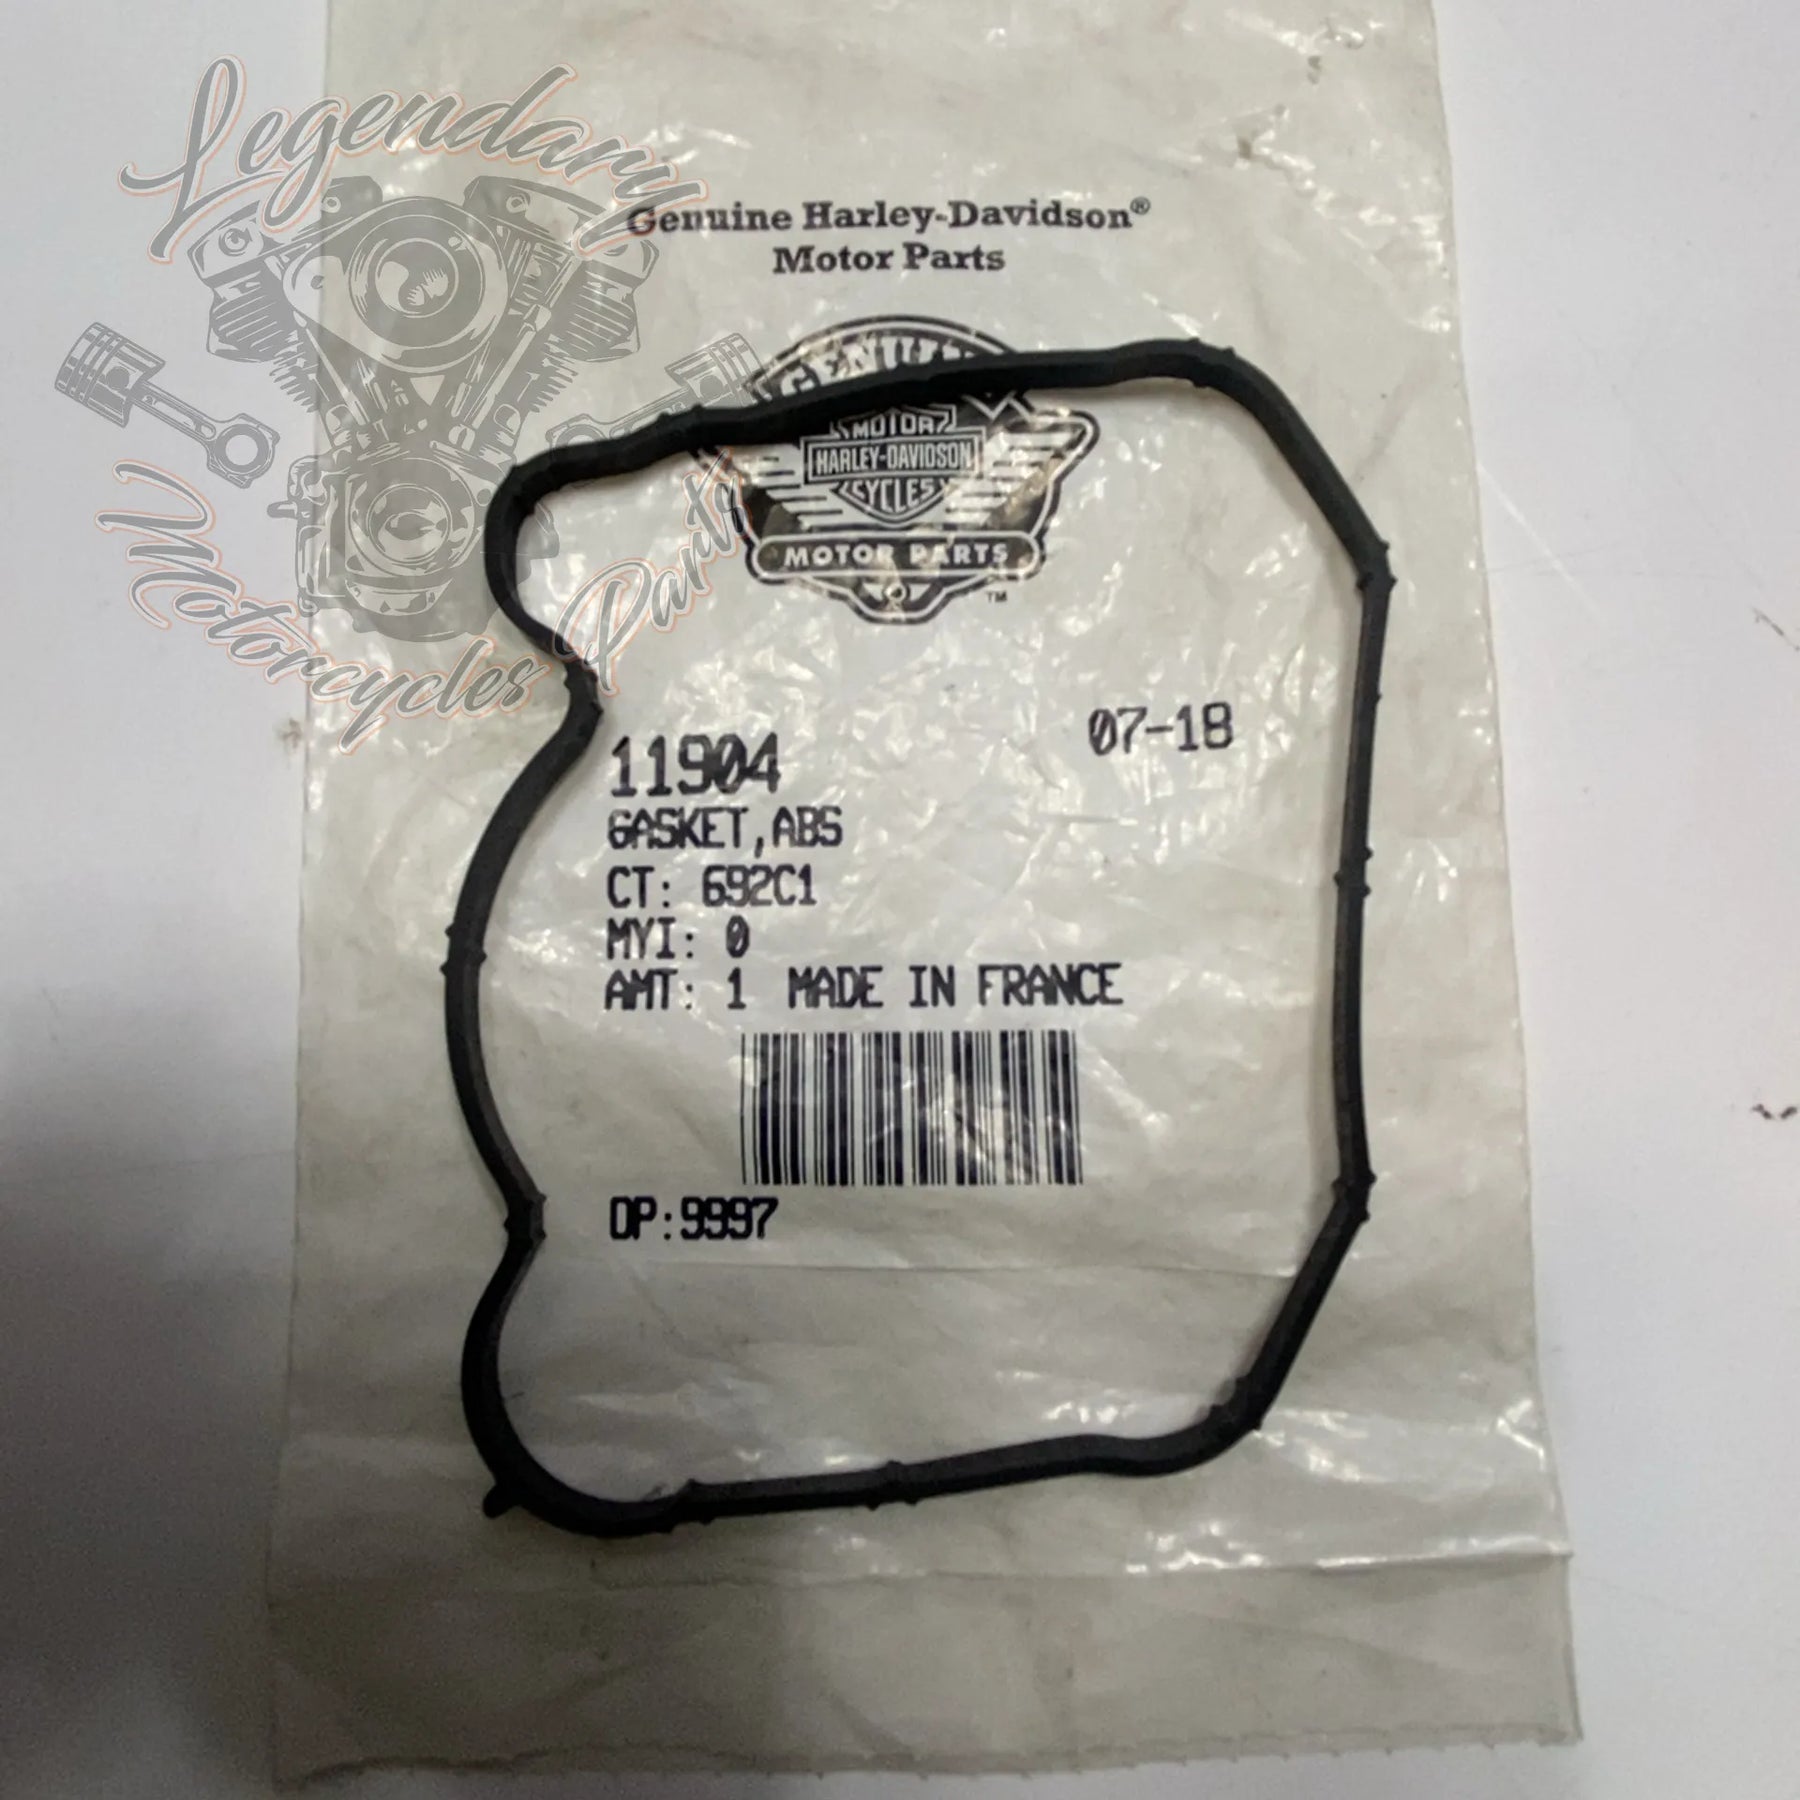 Legendary
Motorcycles Parts
Genuine Harley-Davidson®
Motor Parts
MOTOR
HARLEY-DAVIDSON
CYCLES
MOTOR PARTS
™
11904
07-18
GASKET,ABS
CT: 692C1
MYI: 0
AMT: 1 MADE IN FRANCE
OP:9997